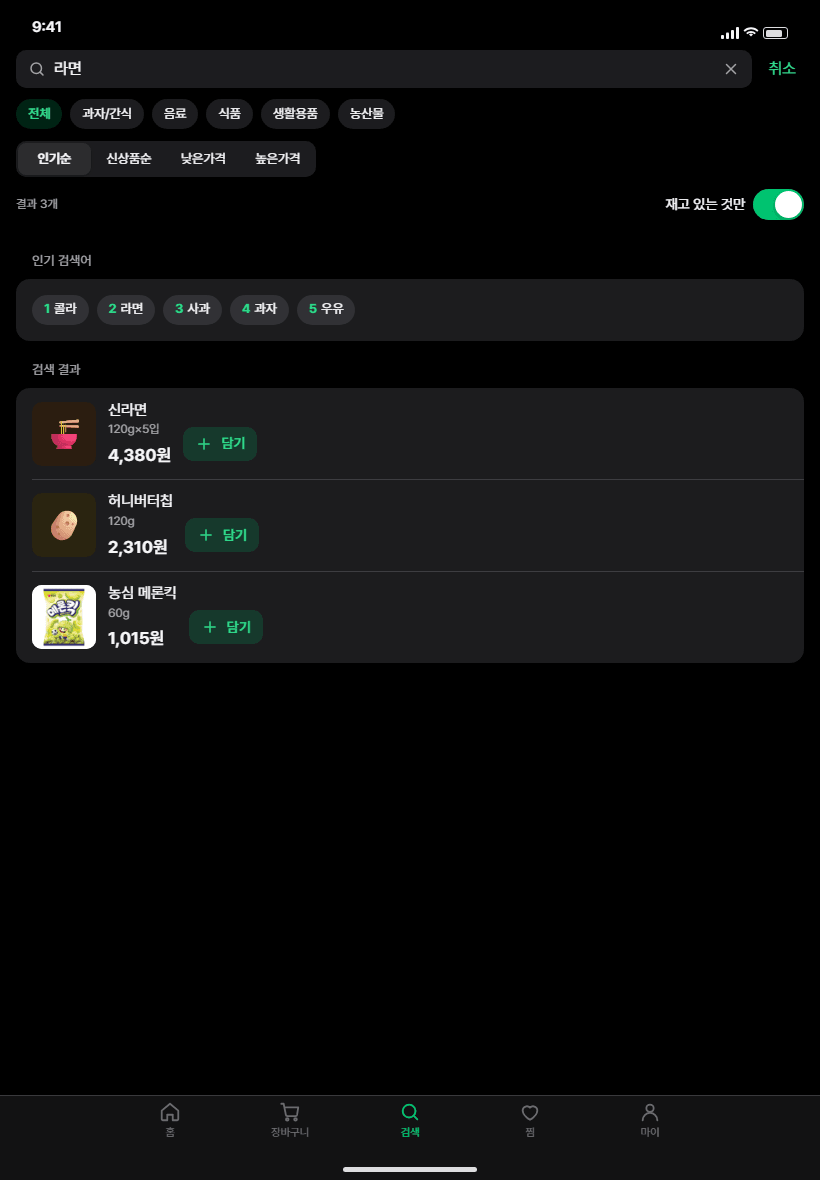 9:41
라면
취소
전체 과자/간식 음료 식품 생활용품 농산물
인기순 신상품순 낮은가격 높은가격
결과 3개
재고 있는 것만
인기 검색어
1 콜라 2 라면 3 사과 4 과자 5 우유
검색 결과
신라면
120g×5입
4,380원
담기
허니버터칩
120g
2,310원
담기
메론킥
농심 메론킥
60g
1,015원
담기
홈 장바구니 검색 찜 마이